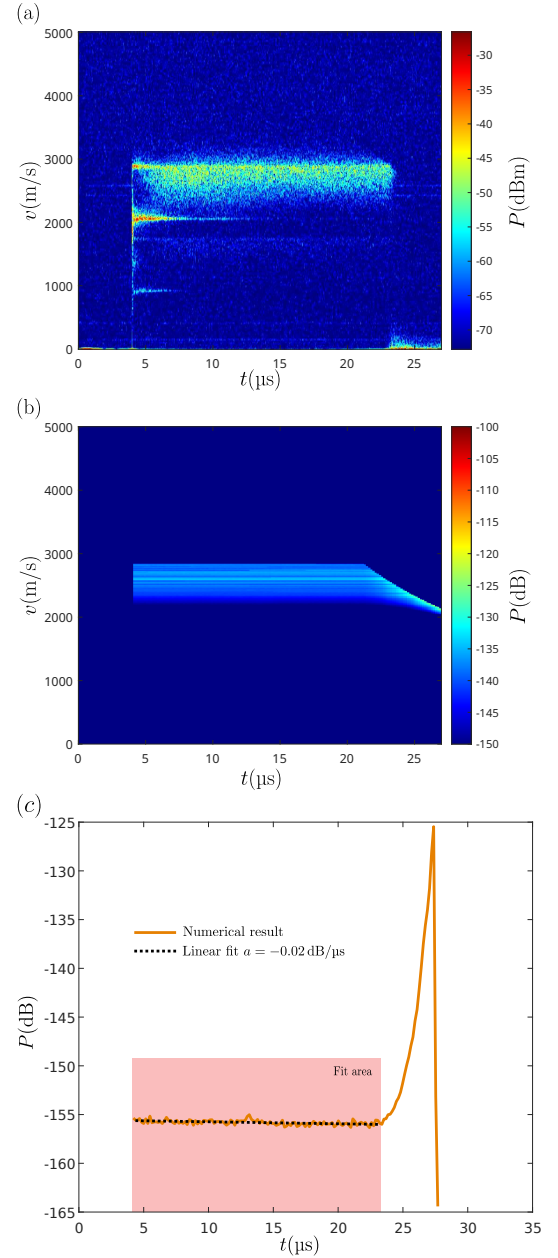 (a)
5000
4000
3000
2000
1000
0
v(m/s)
0 5 10 15 20 25
t(µs)
-30
-35
-40
-45
-50
-55
-60
-65
-70
P(dBm)
(b)
5000
4000
3000
2000
1000
0
v(m/s)
0 5 10 15 20 25
t(µs)
-100
-105
-110
-115
-120
-125
-130
-135
-140
-145
-150
P(dB)
(c)
-125
-130
-135
-140
-145
-150
-155
-160
-165
P(dB)
Numerical result
Linear fit a = −0.02 dB/µs
Fit area
0 5 10 15 20 25 30 35
t(µs)